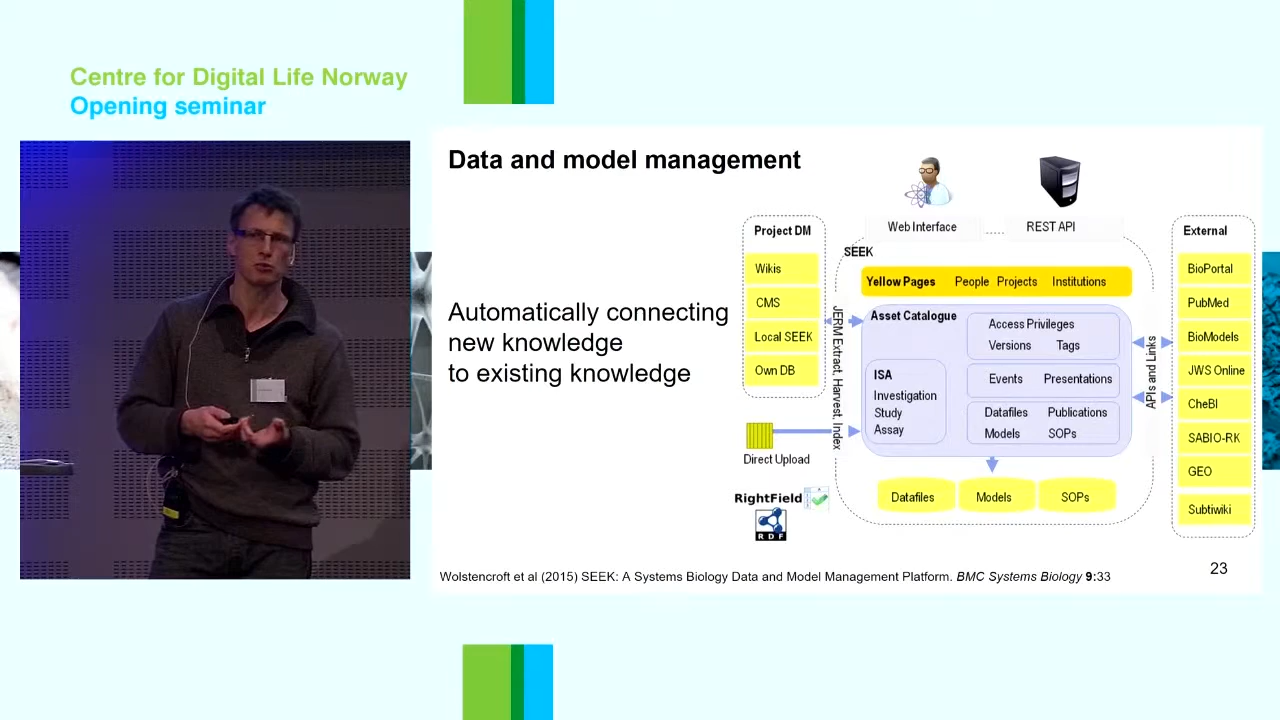 Centre for Digital Life Norway
Opening seminar
Data and model management
Automatically connecting
new knowledge
to existing knowledge
Web Interface
REST API
Project DM
Wikis
CMS
Local SEEK
Own DB
Direct Upload
RightField
RDF
JERM Extract, Harvest, Index
SEEK
Yellow Pages People Projects Institutions
Asset Catalogue
Access Privileges
Versions Tags
ISA
Investigation
Study
Assay
Events Presentations
Datafiles Publications
Models SOPs
Datafiles Models SOPs
APIs and Links
External
BioPortal
PubMed
BioModels
JWS Online
CheBI
SABIO-RK
GEO
Subtiwiki
Wolstencroft et al (2015) SEEK: A Systems Biology Data and Model Management Platform. BMC Systems Biology 9:33
23